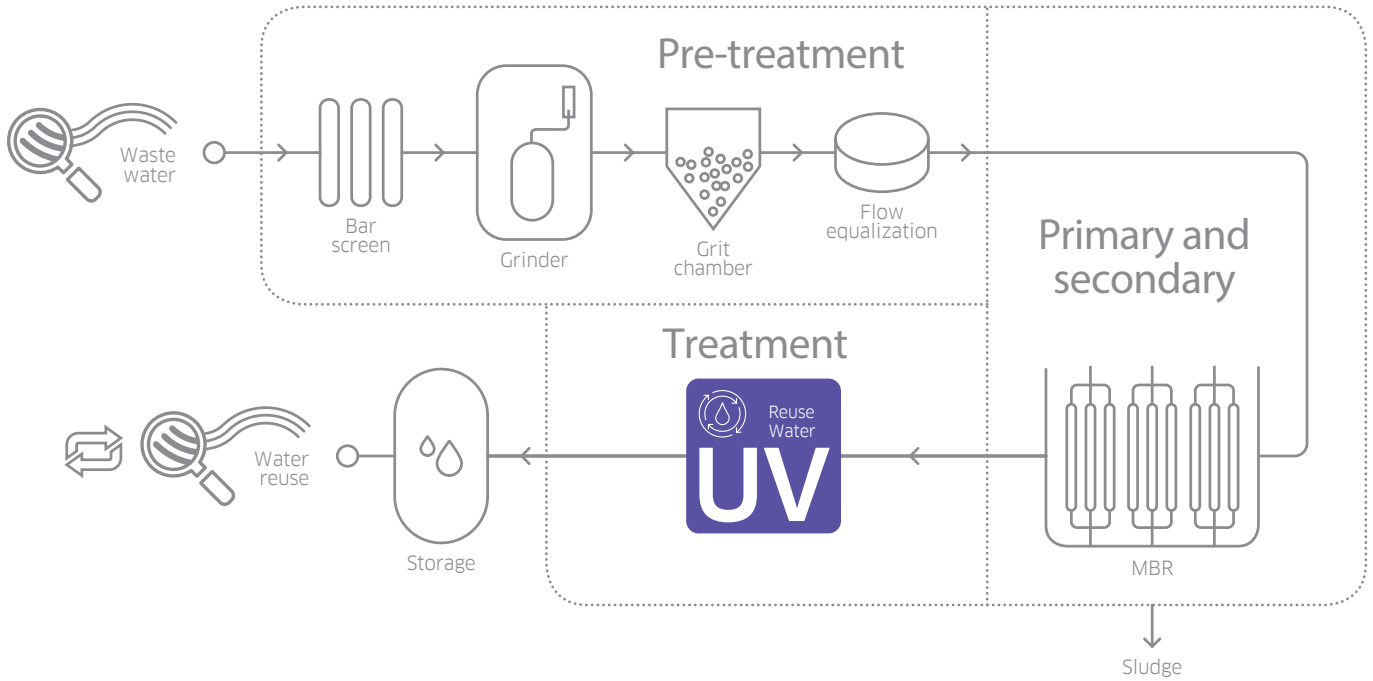 Pre-treatment
Waste
water
Bar
screen
Grinder
Grit
chamber
Flow
equalization
Primary and
secondary
Treatment
Reuse
Water
UV
Water
reuse
Storage
MBR
Sludge